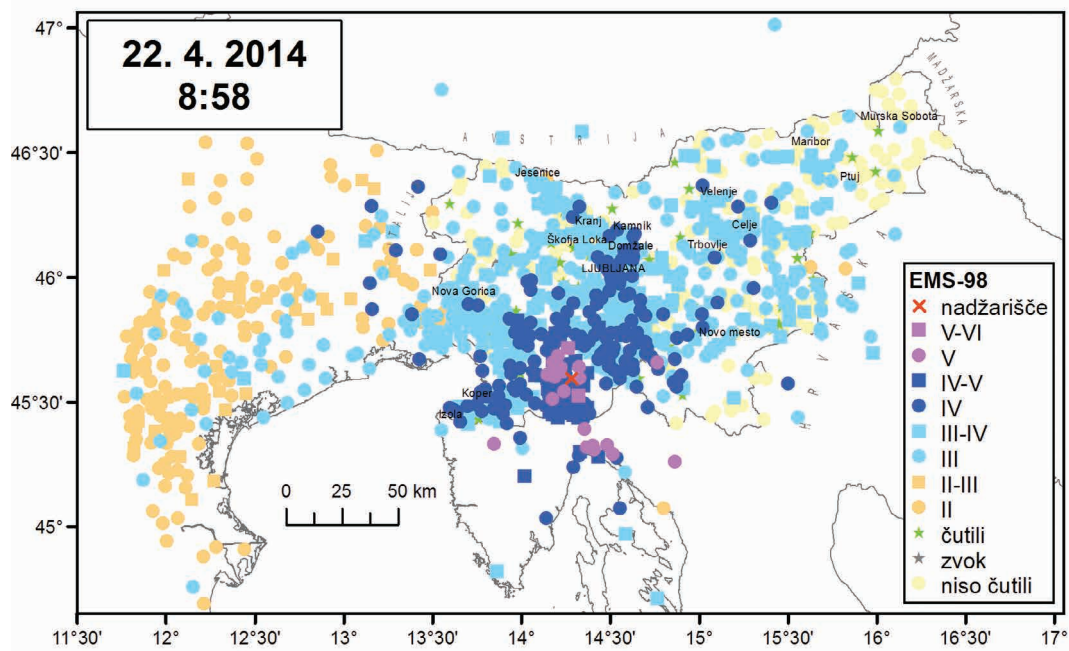 22. 4. 2014
8:58
47°
46°30'
46°
45°30'
45°
11°30'
12°
12°30'
13°
13°30'
14°
14°30'
15°
15°30'
16°
16°30'
17°
AVSTRIJA
MADŽARSKA
ITALIJA
HRVAŠKA
Murska Sobota
Maribor
Ptuj
Jesenice
Velenje
Kranj
Kamnik
Celje
Škofja Loka
Domžale
Trbovlje
LJUBLJANA
Nova Gorica
Novo mesto
Koper
Izola
0 25 50 km
EMS-98
nadžarišče
V-VI
V
IV-V
IV
III-IV
III
II-III
II
čutili
zvok
niso čutili